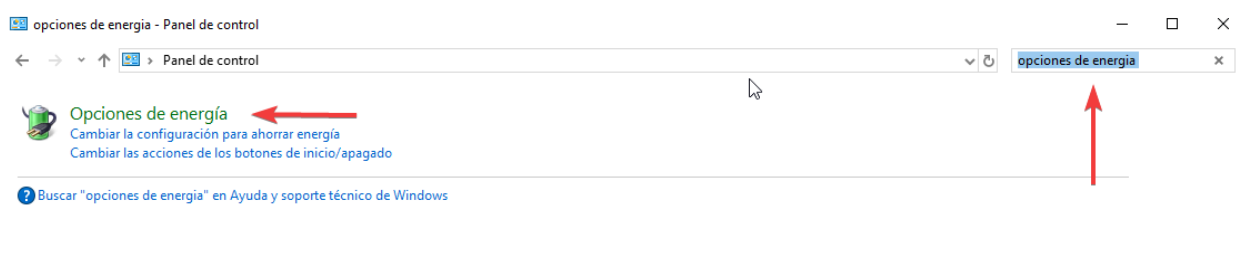 opciones de energia - Panel de control
Panel de control
opciones de energia
Opciones de energía
Cambiar la configuración para ahorrar energía
Cambiar las acciones de los botones de inicio/apagado
Buscar "opciones de energia" en Ayuda y soporte técnico de Windows